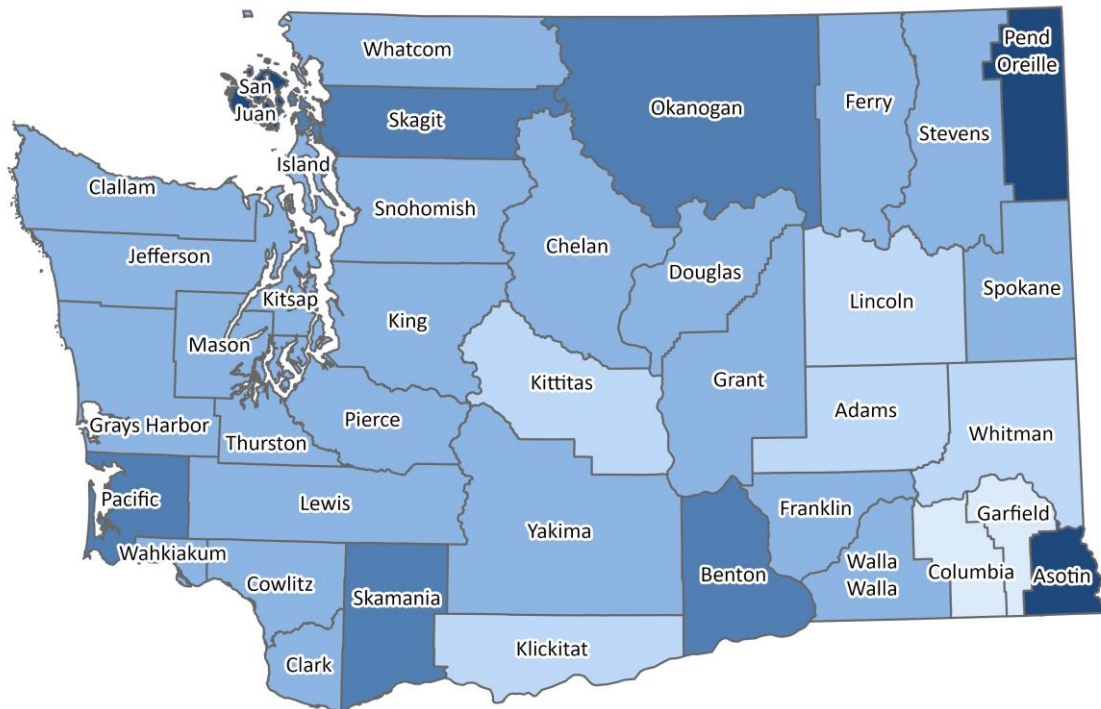 Whatcom
Pend
Oreille
San
Juan
Skagit
Okanogan
Ferry
Stevens
Island
Clallam
Snohomish
Chelan
Jefferson
Douglas
Kitsap
Lincoln
Spokane
King
Mason
Kittitas
Grant
Adams
Grays Harbor
Pierce
Whitman
Thurston
Pacific
Lewis
Franklin
Garfield
Yakima
Wahkiakum
Walla
Walla
Columbia
Benton
Asotin
Cowlitz
Skamania
Klickitat
Clark